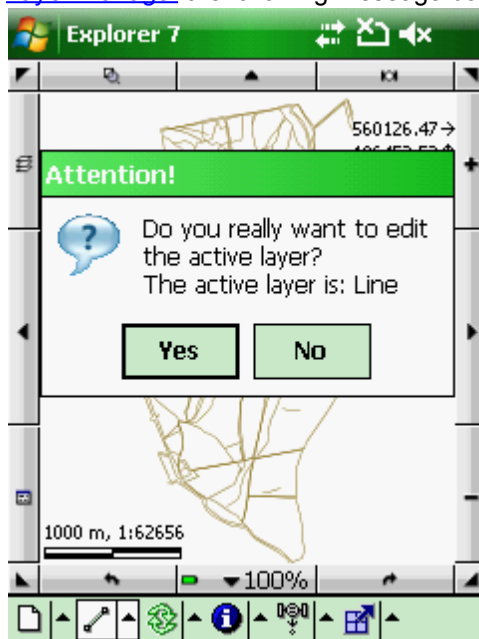 Explorer 7
560126.47
Attention!
Do you really want to edit
the active layer?
The active layer is: Line
Yes
No
1000 m, 1:62656
100%